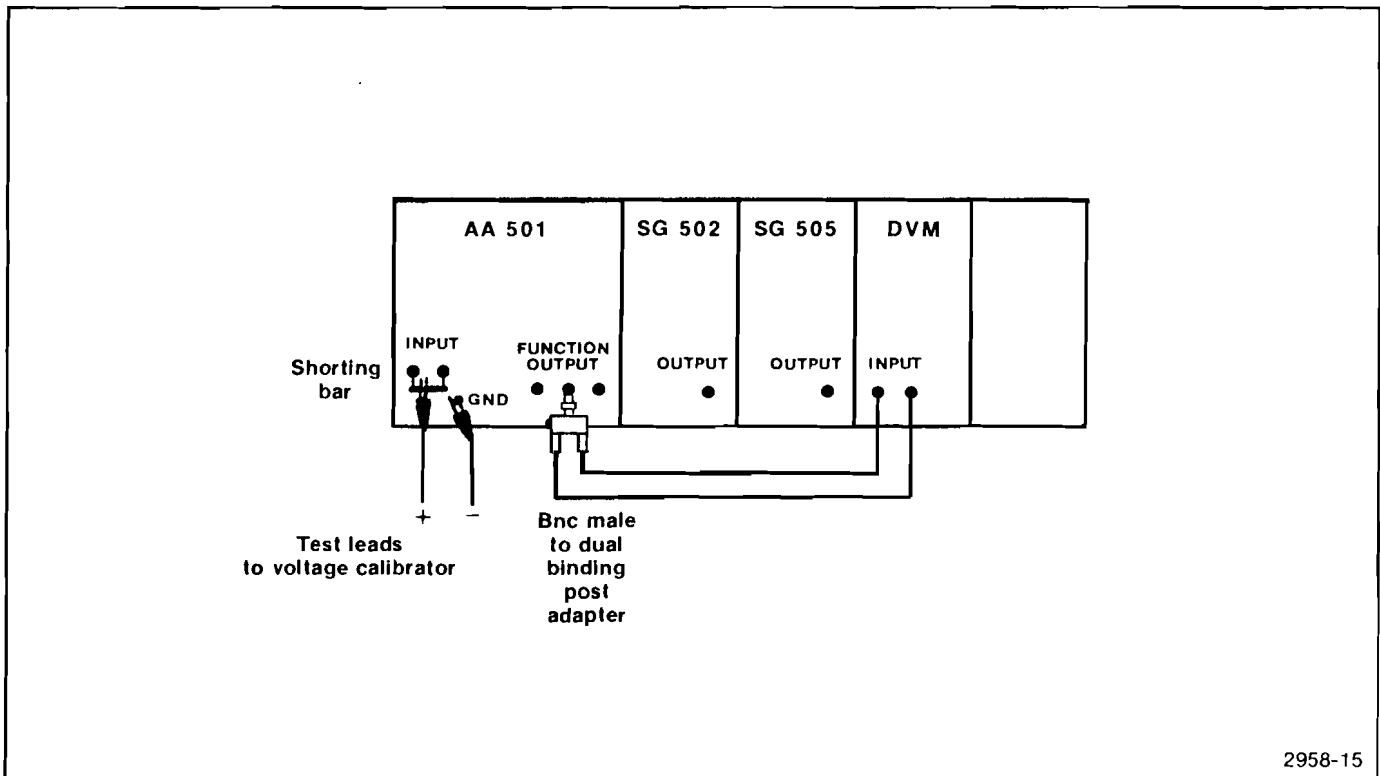 AA 501
SG 502
SG 505
DVM
INPUT
FUNCTION
OUTPUT
OUTPUT
OUTPUT
INPUT
Shorting
bar
GND
+
−
Test leads
to voltage calibrator
Bnc male
to dual
binding
post
adapter
2958-15